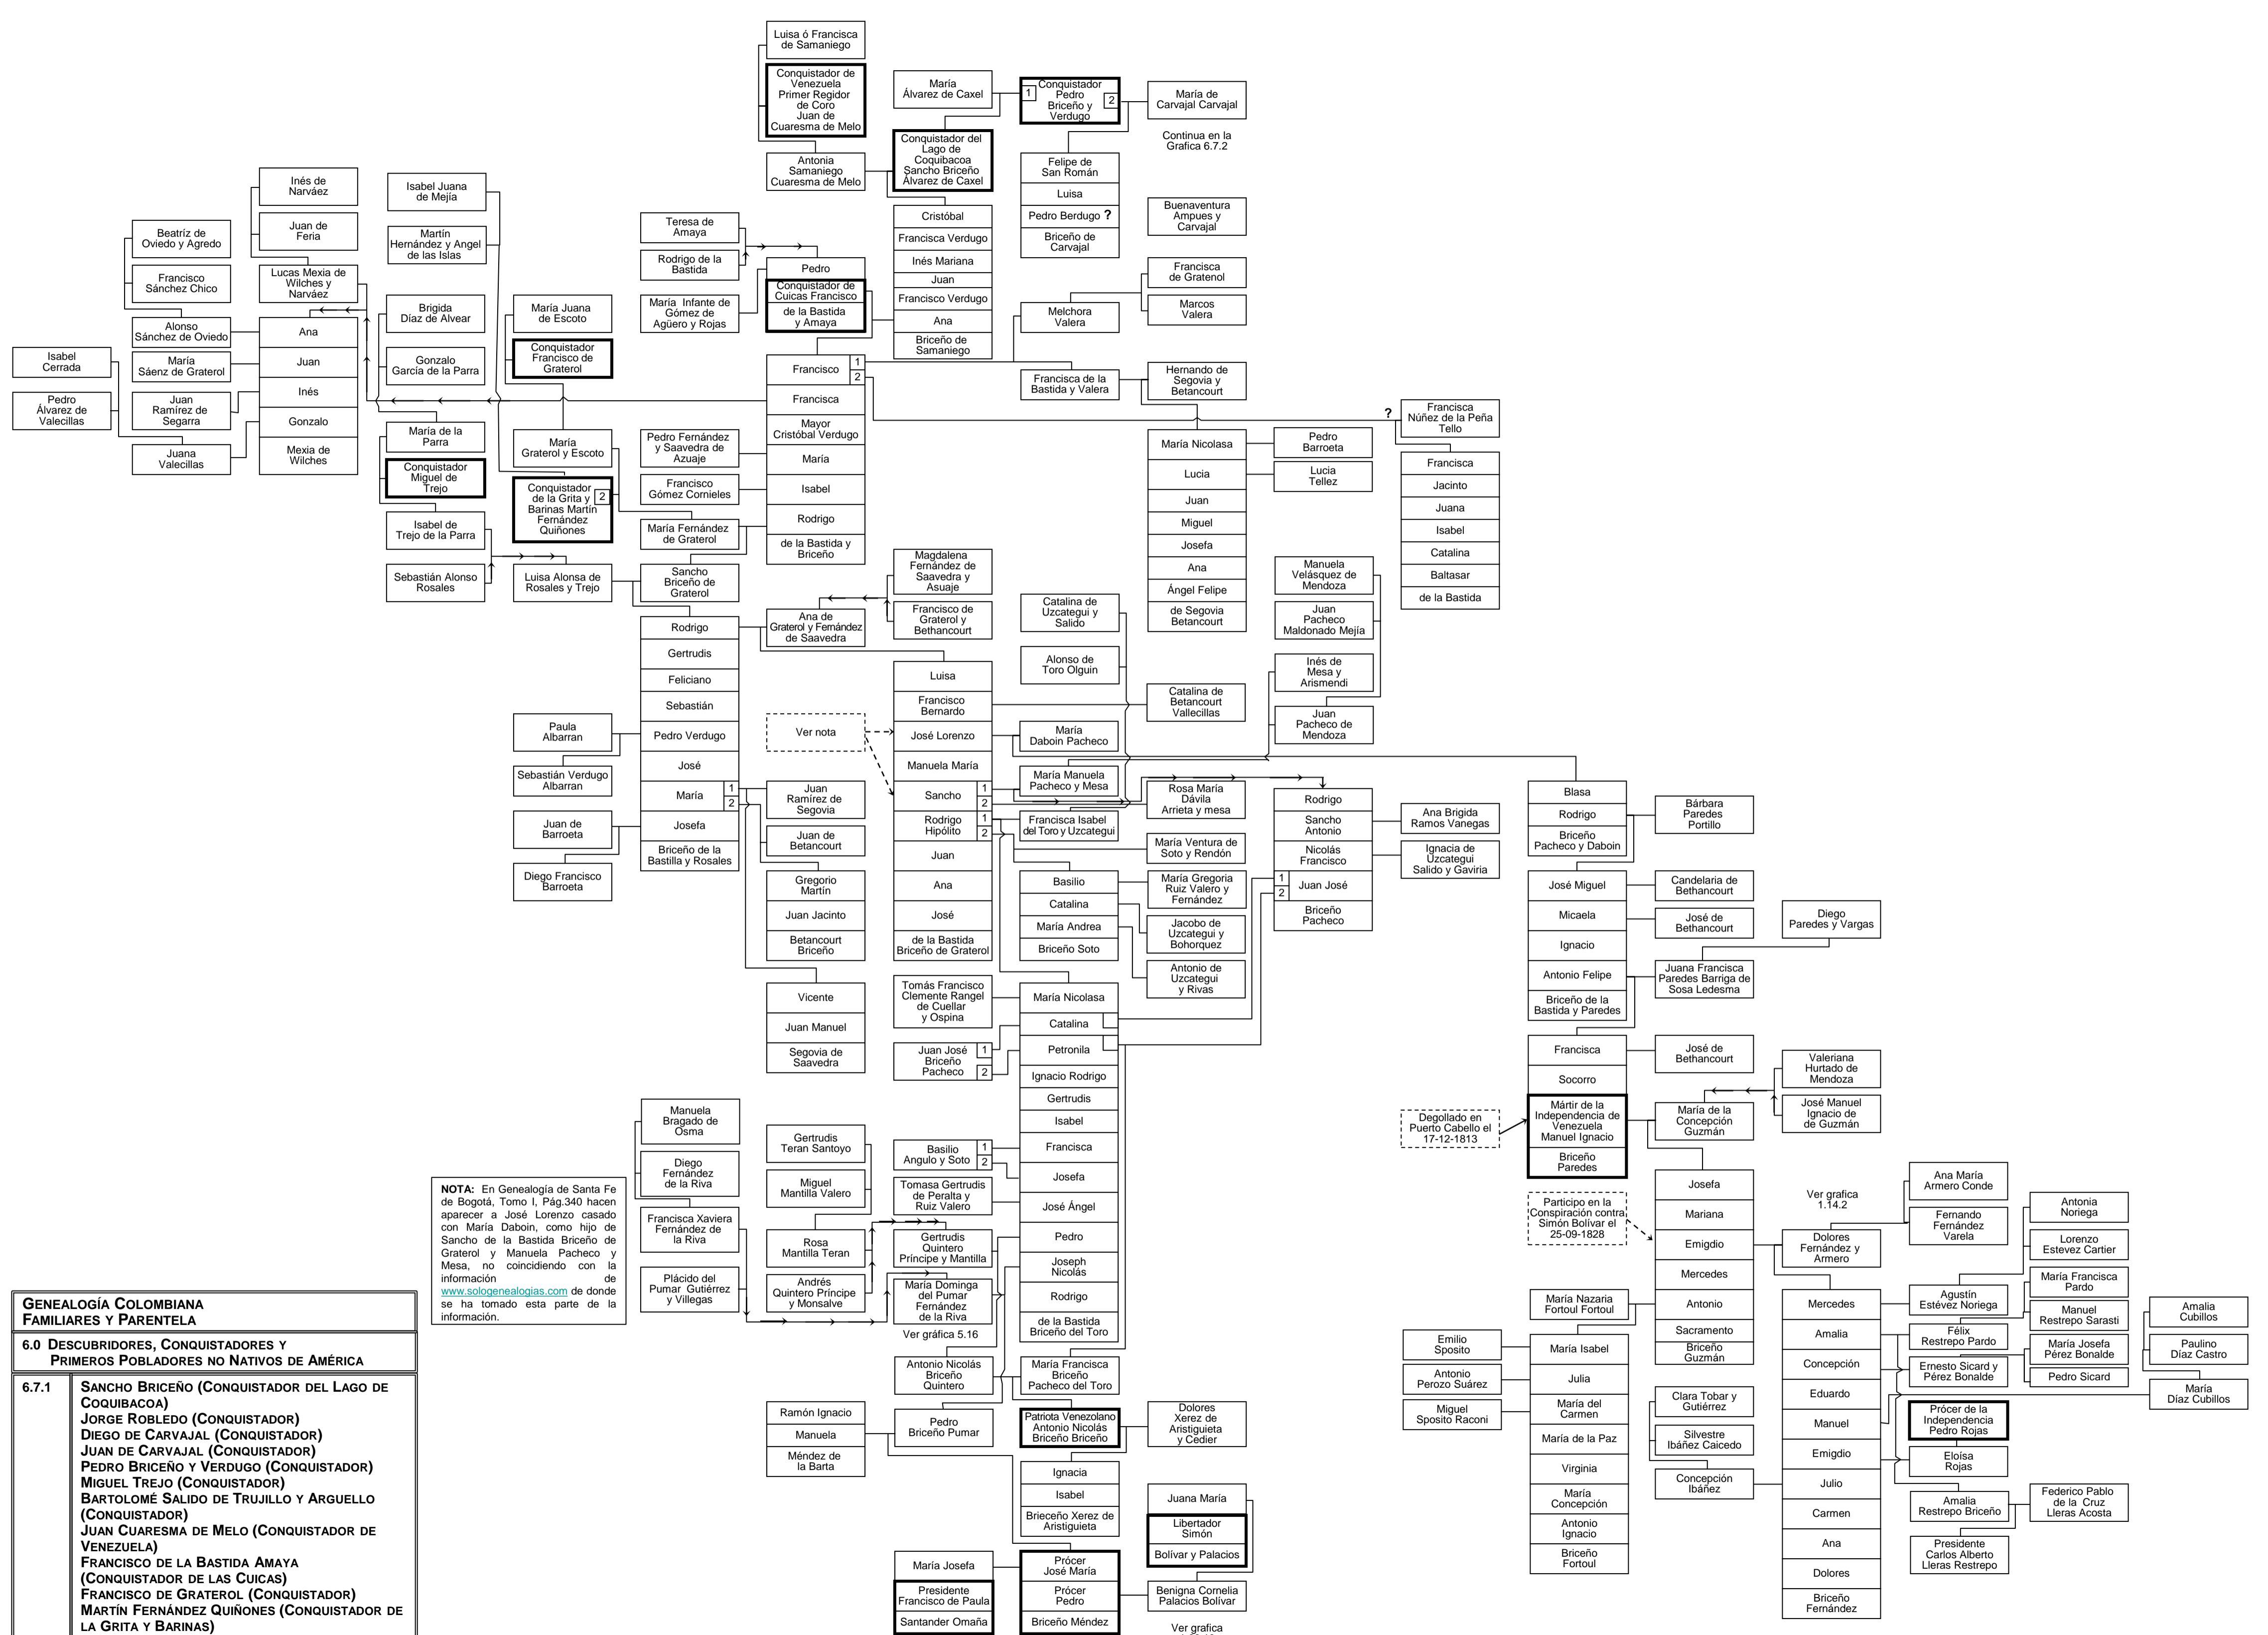 Luisa ó Francisca
de Samaniego
Conquistador de
Venezuela
Primer Regidor
de Coro
Juan de
Cuaresma de Melo
Antonia
Samaniego
Cuaresma de Melo
María
Álvarez de Caxel
Conquistador
Pedro
Briceño y
Verdugo
1
2
María de
Carvajal Carvajal
Continua en la
Grafica 6.7.2
Conquistador del
Lago de
Coquibacoa
Sancho Briceño
Álvarez de Caxel
Felipe de
San Román
Luisa
Pedro Berdugo ?
Briceño de
Carvajal
Buenaventura
Ampues y
Carvajal
Cristóbal
Francisca Verdugo
Inés Mariana
Juan
Francisco Verdugo
Ana
Briceño de
Samaniego
Teresa de
Amaya
Rodrigo de la
Bastida
María Infante de
Gómez de
Agüero y Rojas
Pedro
Conquistador de
Cuicas Francisco
de la Bastida
y Amaya
Francisca
de Gratenol
Marcos
Valera
Melchora
Valera
Francisca de la
Bastida y Valera
Hernando de
Segovia y
Betancourt
Inés de
Narváez
Juan de
Feria
Lucas Mexia de
Wilches y
Narváez
Beatríz de
Oviedo y Agredo
Francisco
Sánchez Chico
Alonso
Sánchez de Oviedo
María
Sáenz de Graterol
Juan
Ramírez de
Segarra
Juana
Valecillas
Isabel
Cerrada
Pedro
Álvarez de
Valecillas
Ana
Juan
Inés
Gonzalo
Mexia de
Wilches
Isabel Juana
de Mejía
Martín
Hernández y Angel
de las Islas
Brigida
Díaz de Alvear
Gonzalo
García de la Parra
María de la
Parra
Conquistador
Miguel de
Trejo
Isabel de
Trejo de la Parra
Sebastián Alonso
Rosales
María Juana
de Escoto
Conquistador
Francisco de
Graterol
María
Graterol y Escoto
Conquistador
de la Grita y
Barinas Martín
Fernández
Quiñones
2
Luisa Alonsa de
Rosales y Trejo
Pedro Fernández
y Saavedra de
Azuaje
Francisco
Gómez Cornieles
María Fernández
de Graterol
Sancho
Briceño de
Graterol
Francisco
1
2
Francisca
Mayor
Cristóbal Verdugo
María
Isabel
Rodrigo
de la Bastida y
Briceño
María Nicolasa
Lucia
Juan
Miguel
Josefa
Ana
Ángel Felipe
de Segovia
Betancourt
Pedro
Barroeta
Lucia
Tellez
?
Francisca
Núñez de la Peña
Tello
Francisca
Jacinto
Juana
Isabel
Catalina
Baltasar
de la Bastida
Rodrigo
Gertrudis
Feliciano
Sebastián
Pedro Verdugo
José
María
1
2
Josefa
Briceño de la
Bastilla y Rosales
Ana de
Graterol y Fernández
de Saavedra
Magdalena
Fernández de
Saavedra y
Asuaje
Francisco de
Graterol y
Bethancourt
Catalina de
Uzcategui y
Salido
Alonso de
Toro Olguin
Manuela
Velásquez de
Mendoza
Juan
Pacheco
Maldonado Mejía
Inés de
Mesa y
Arismendi
Juan
Pacheco de
Mendoza
Catalina de
Betancourt
Vallecillas
María
Daboin Pacheco
María Manuela
Pacheco y Mesa
Rosa María
Dávila
Arrieta y mesa
Francisca Isabel
del Toro y Uzcategui
María Ventura de
Soto y Rendón
Luisa
Francisco
Bernardo
José Lorenzo
Manuela María
Sancho
1
2
Rodrigo
Hipólito
1
2
Juan
Ana
José
de la Bastida
Briceño de Graterol
Ver nota
Paula
Albarran
Sebastián Verdugo
Albarran
Juan de
Barroeta
Diego Francisco
Barroeta
Juan
Ramírez de
Segovia
Juan de
Betancourt
Gregorio
Martín
Juan Jacinto
Betancourt
Briceño
Vicente
Juan Manuel
Segovia de
Saavedra
Basilio
Catalina
María Andrea
Briceño Soto
María Gregoria
Ruiz Valero y
Fernández
Jacobo de
Uzcategui y
Bohorquez
Antonio de
Uzcategui
y Rivas
Rodrigo
Sancho
Antonio
Nicolás
Francisco
1
2
Juan José
Briceño
Pacheco
Ana Brigida
Ramos Vanegas
Ignacia de
Uzcategui
Salido y Gaviria
Blasa
Rodrigo
Briceño
Pacheco y Daboin
Bárbara
Paredes
Portillo
José Miguel
Micaela
Ignacio
Antonio Felipe
Briceño de la
Bastida y Paredes
Candelaria de
Bethancourt
José de
Bethancourt
Diego
Paredes y Vargas
Juana Francisca
Paredes Barriga de
Sosa Ledesma
Francisca
Socorro
Mártir de la
Independencia de
Venezuela
Manuel Ignacio
Briceño
Paredes
José de
Bethancourt
María de la
Concepción
Guzmán
Valeriana
Hurtado de
Mendoza
José Manuel
Ignacio de
Guzmán
Degollado en
Puerto Cabello el
17-12-1813
Tomás Francisco
Clemente Rangel
de Cuellar
y Ospina
Juan José
Briceño
Pacheco
1
2
María Nicolasa
Catalina
Petronila
Ignacio Rodrigo
Gertrudis
Isabel
Francisca
Josefa
José Ángel
Pedro
Joseph
Nicolás
Rodrigo
de la Bastida
Briceño del Toro
Basilio
Angulo y Soto
1
2
Tomasa Gertrudis
de Peralta y
Ruiz Valero
Gertrudis
Quintero
Príncipe y Mantilla
María Dominga
del Pumar
Fernández
de la Riva
Ver gráfica 5.16
Manuela
Bragado de
Osma
Diego
Fernández
de la Riva
Francisca Xaviera
Fernández de
la Riva
Plácido del
Pumar Gutiérrez
y Villegas
Gertrudis
Teran Santoyo
Miguel
Mantilla Valero
Rosa
Mantilla Teran
Andrés
Quintero Príncipe
y Monsalve
Antonio Nicolás
Briceño
Quintero
María Francisca
Briceño
Pacheco del Toro
Ramón Ignacio
Manuela
Méndez de
la Barta
Pedro
Briceño Pumar
Patriota Venezolano
Antonio Nicolás
Briceño Briceño
Dolores
Xerez de
Aristiguieta
y Cedier
Ignacia
Isabel
Brieceño Xerez de
Aristiguieta
Juana María
Libertador
Simón
Bolívar y Palacios
María Josefa
Presidente
Francisco de Paula
Santander Omaña
Prócer
José María
Prócer
Pedro
Briceño Méndez
Benigna Cornelia
Palacios Bolívar
Ver grafica
Participo en la
Conspiración contra
Simón Bolívar el
25-09-1828
Josefa
Mariana
Emigdio
Mercedes
Antonio
Sacramento
Briceño
Guzmán
María Nazaria
Fortoul Fortoul
Emilio
Sposito
Antonio
Perozo Suárez
Miguel
Sposito Raconi
María Isabel
Julia
María del
Carmen
María de la Paz
Virginia
María
Concepción
Antonio
Ignacio
Briceño
Fortoul
Clara Tobar y
Gutiérrez
Silvestre
Ibáñez Caicedo
Concepción
Ibáñez
Ver grafica
1.14.2
Dolores
Fernández y
Armero
Ana María
Armero Conde
Fernando
Fernández
Varela
Mercedes
Amalia
Concepción
Eduardo
Manuel
Emigdio
Julio
Carmen
Ana
Dolores
Briceño
Fernández
Antonia
Noriega
Lorenzo
Estevez Cartier
Agustín
Estévez Noriega
María Francisca
Pardo
Manuel
Restrepo Sarasti
Félix
Restrepo Pardo
María Josefa
Pérez Bonalde
Pedro Sicard
Ernesto Sicard y
Pérez Bonalde
Amalia
Cubillos
Paulino
Díaz Castro
María
Díaz Cubillos
Prócer de la
Independencia
Pedro Rojas
Eloísa
Rojas
Amalia
Restrepo Briceño
Federico Pablo
de la Cruz
Lleras Acosta
Presidente
Carlos Alberto
Lleras Restrepo
NOTA: En Genealogía de Santa Fe
de Bogotá, Tomo I, Pág.340 hacen
aparecer a José Lorenzo casado
con María Daboin, como hijo de
Sancho de la Bastida Briceño de
Graterol y Manuela Pacheco y
Mesa, no coincidiendo con la
información de
www.sologenealogias.com de donde
se ha tomado esta parte de la
información.
GENEALOGÍA COLOMBIANA
FAMILIARES Y PARENTELA
6.0 DESCUBRIDORES, CONQUISTADORES Y
PRIMEROS POBLADORES NO NATIVOS DE AMÉRICA
6.7.1 SANCHO BRICEÑO (CONQUISTADOR DEL LAGO DE
COQUIBACOA)
JORGE ROBLEDO (CONQUISTADOR)
DIEGO DE CARVAJAL (CONQUISTADOR)
JUAN DE CARVAJAL (CONQUISTADOR)
PEDRO BRICEÑO Y VERDUGO (CONQUISTADOR)
MIGUEL TREJO (CONQUISTADOR)
BARTOLOMÉ SALIDO DE TRUJILLO Y ARGUELLO
(CONQUISTADOR)
JUAN CUARESMA DE MELO (CONQUISTADOR DE
VENEZUELA)
FRANCISCO DE LA BASTIDA AMAYA
(CONQUISTADOR DE LAS CUICAS)
FRANCISCO DE GRATEROL (CONQUISTADOR)
MARTÍN FERNÁNDEZ QUIÑONES (CONQUISTADOR DE
LA GRITA Y BARINAS)